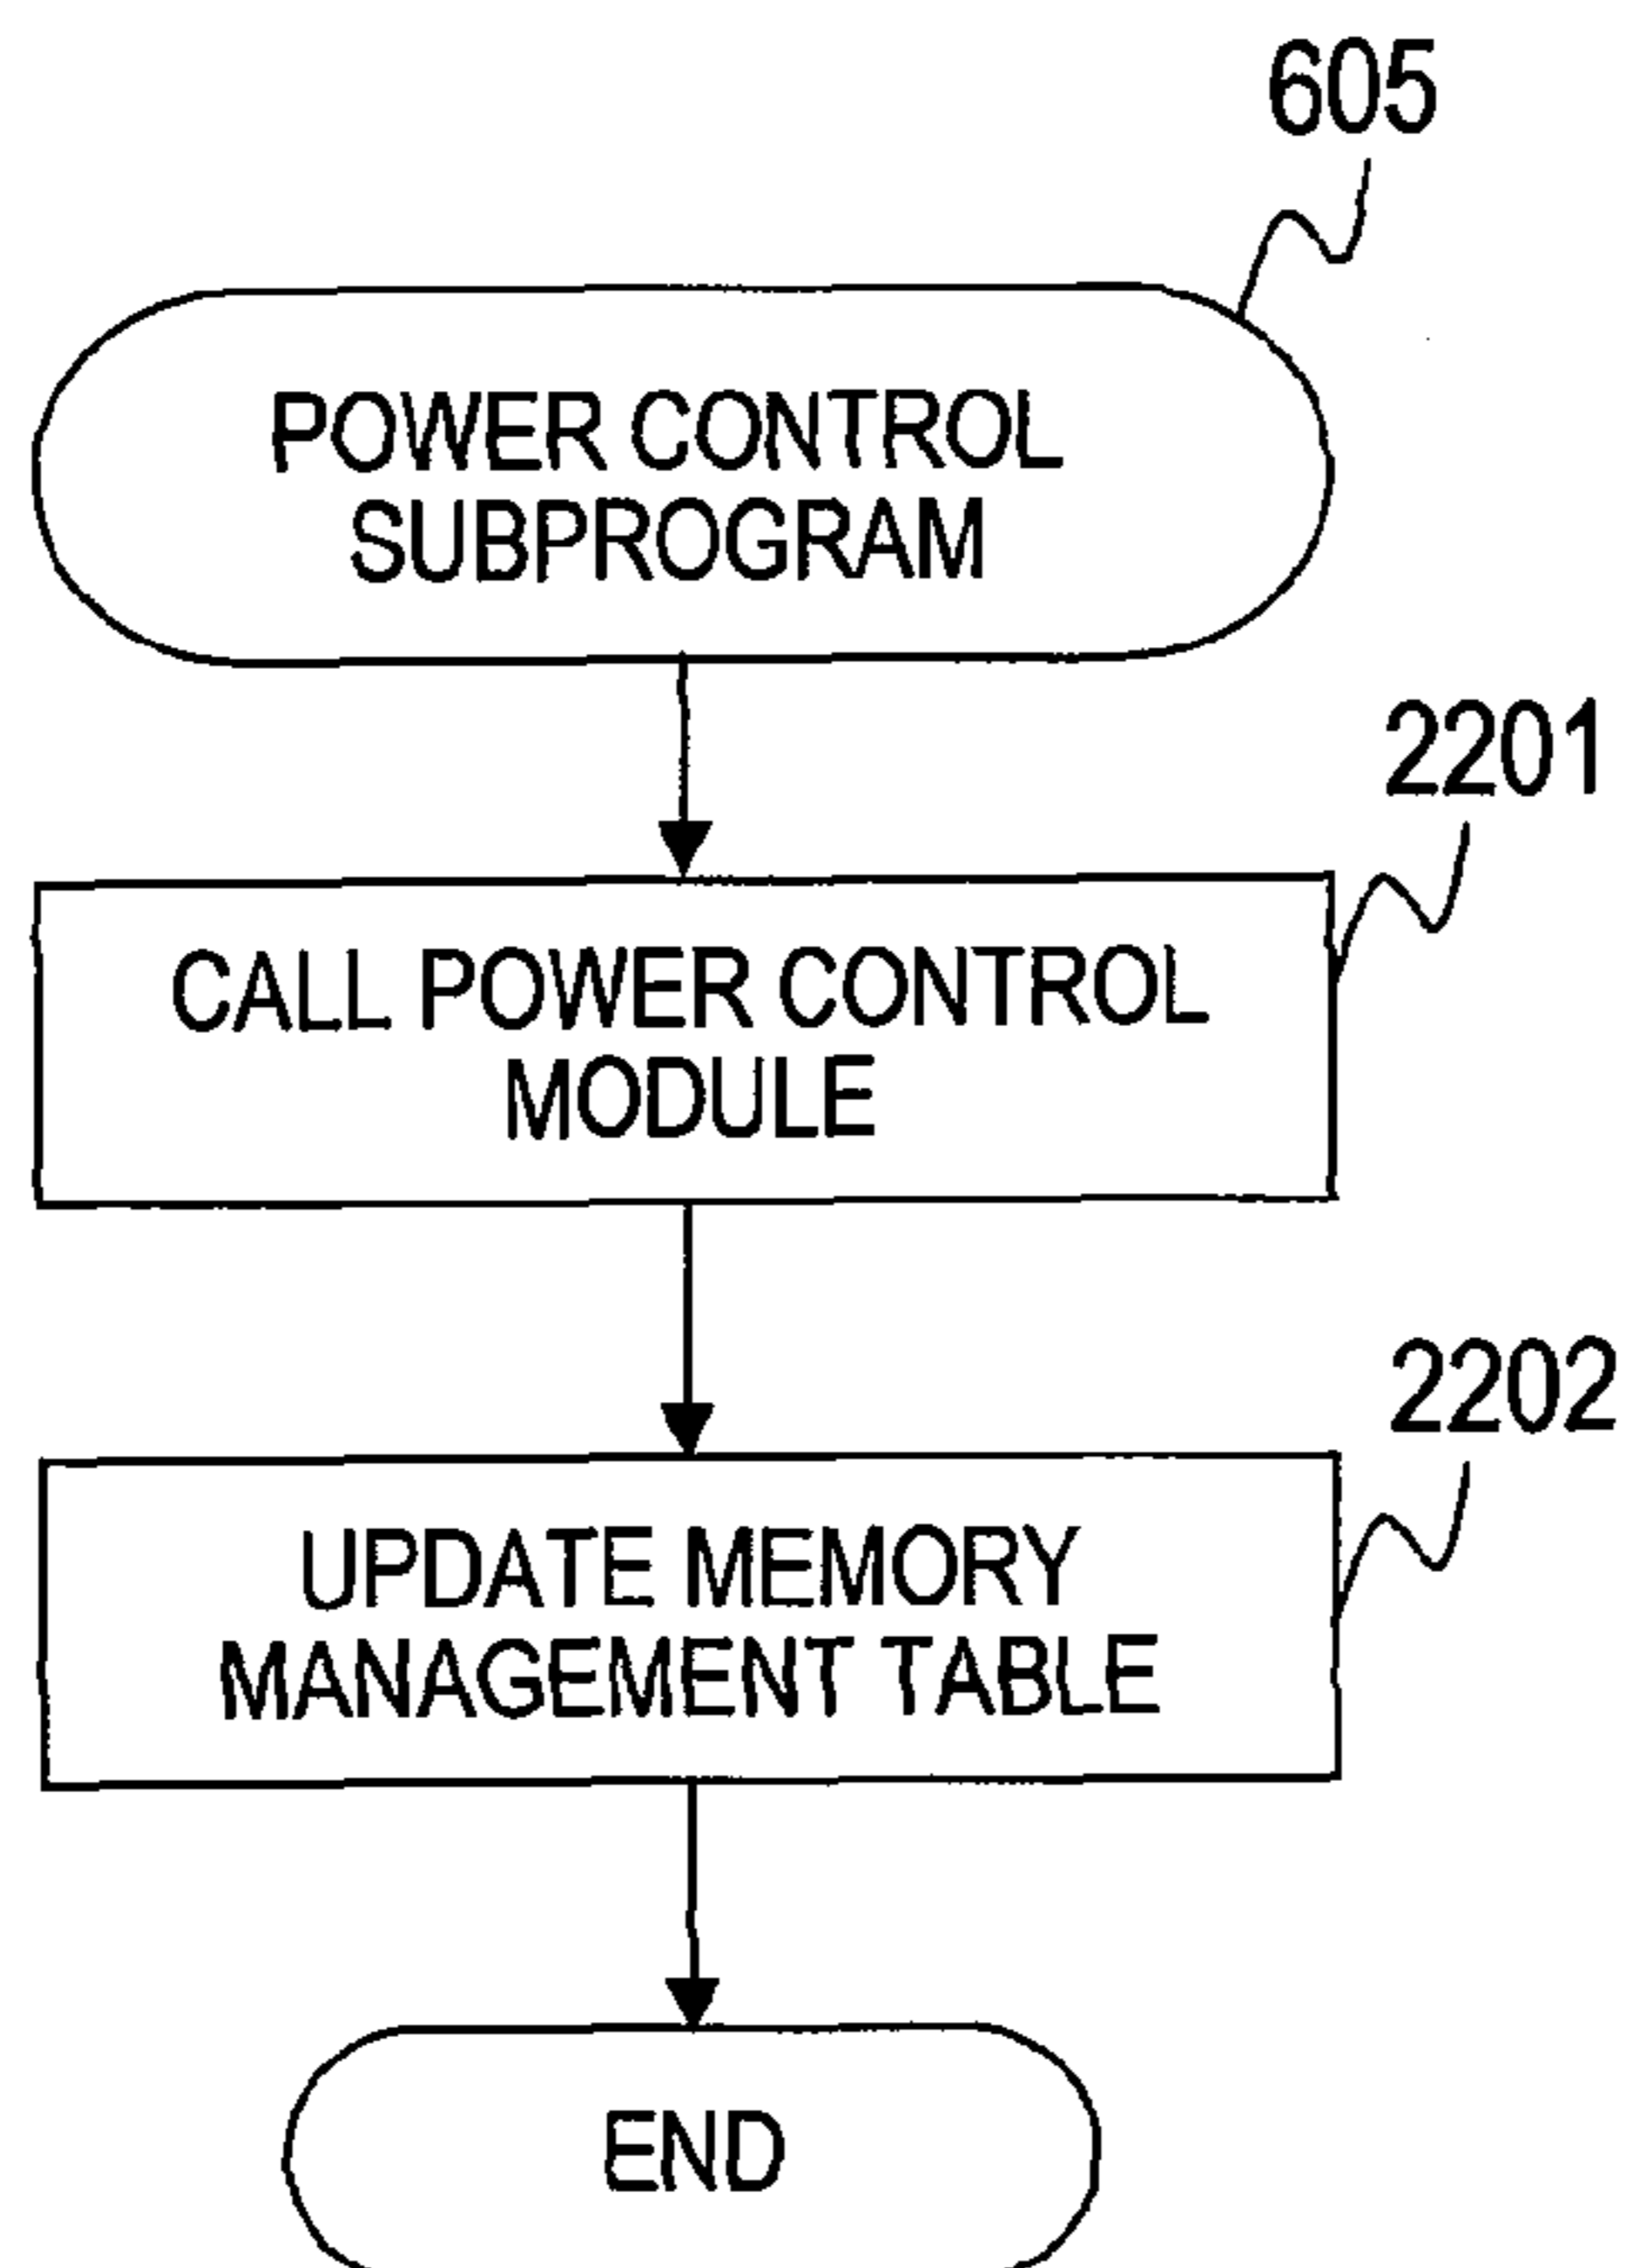 605
POWER CONTROL
SUBPROGRAM
2201
CALL POWER CONTROL
MODULE
2202
UPDATE MEMORY
MANAGEMENT TABLE
END